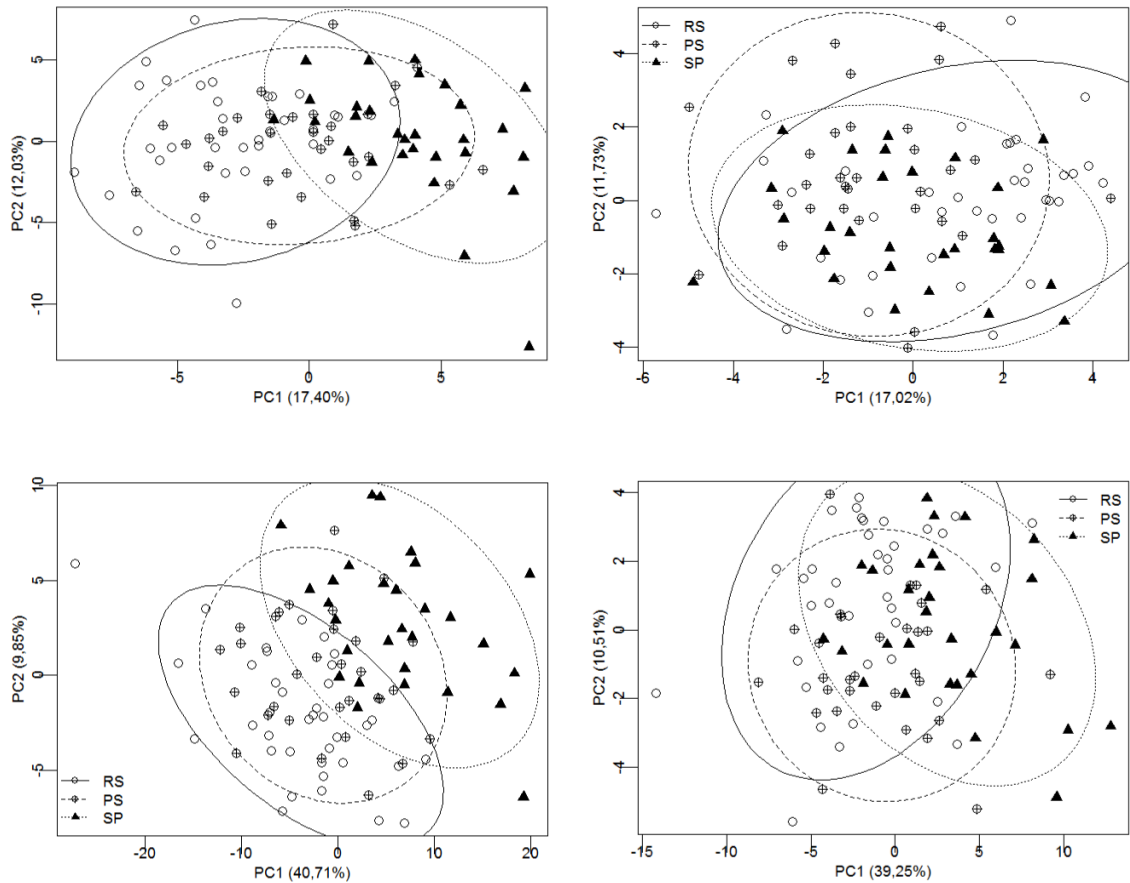 5
0
-5
-10
PC2 (12,03%)
-5
0
5
PC1 (17,40%)
RS
PS
SP
4
2
0
-2
-4
PC2 (11,73%)
-6
-4
-2
0
2
4
PC1 (17,02%)
10
5
0
-5
PC2 (9,85%)
RS
PS
SP
-20
-10
0
10
20
PC1 (40,71%)
RS
PS
SP
4
2
0
-2
-4
PC2 (10,51%)
-15
-10
-5
0
5
10
PC1 (39,25%)